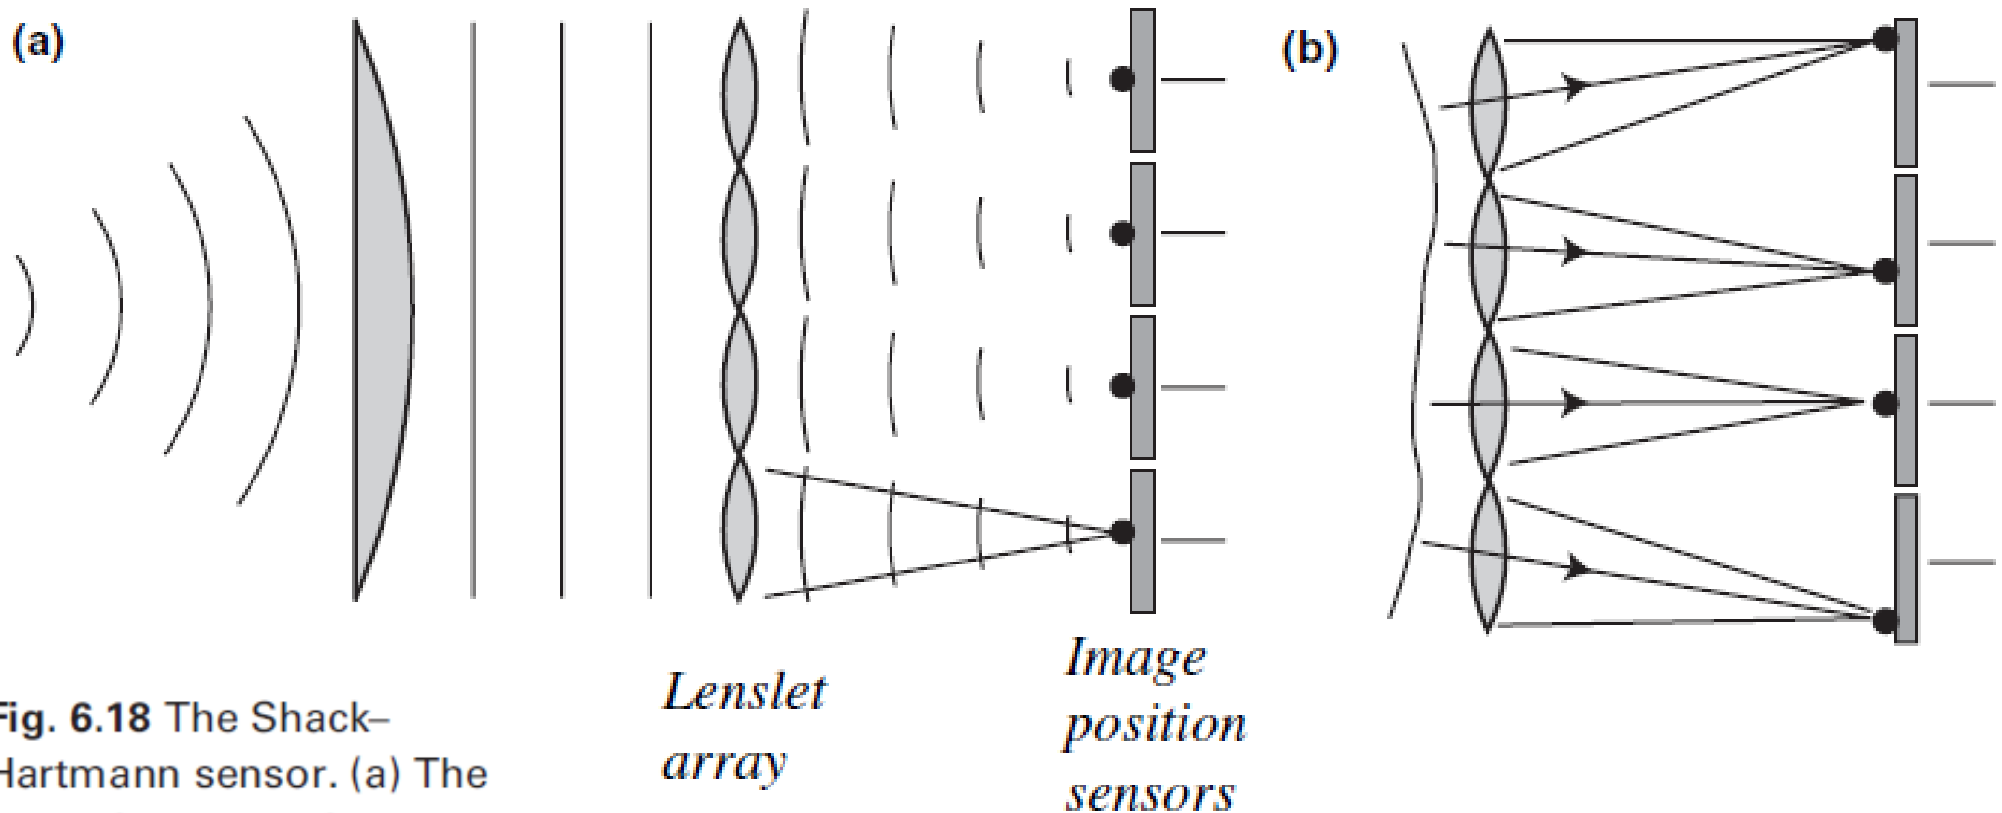 (a)
(b)
Lenslet
array
Image
position
sensors
Fig. 6.18 The Shack–
Hartmann sensor. (a) The